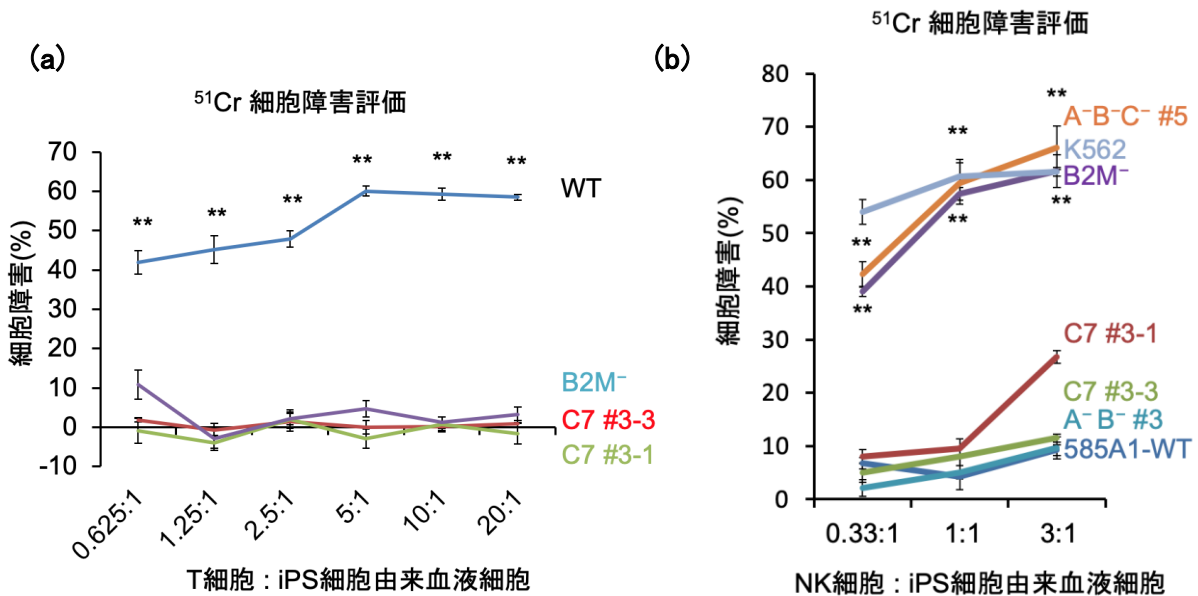 (a)
⁵¹Cr 細胞障害評価
細胞障害(%)
70
60
50
40
30
20
10
0
-10
**
**
**
**
**
**
WT
B2M⁻
C7 #3-3
C7 #3-1
0.625:1
1.25:1
2.5:1
5:1
10:1
20:1
T細胞 : iPS細胞由来血液細胞
(b)
⁵¹Cr 細胞障害評価
細胞障害(%)
80
70
60
50
40
30
20
10
0
**
**
**
**
**
**
A⁻B⁻C⁻ #5
K562
B2M⁻
C7 #3-1
C7 #3-3
A⁻ B⁻ #3
585A1-WT
0.33:1
1:1
3:1
NK細胞 : iPS細胞由来血液細胞